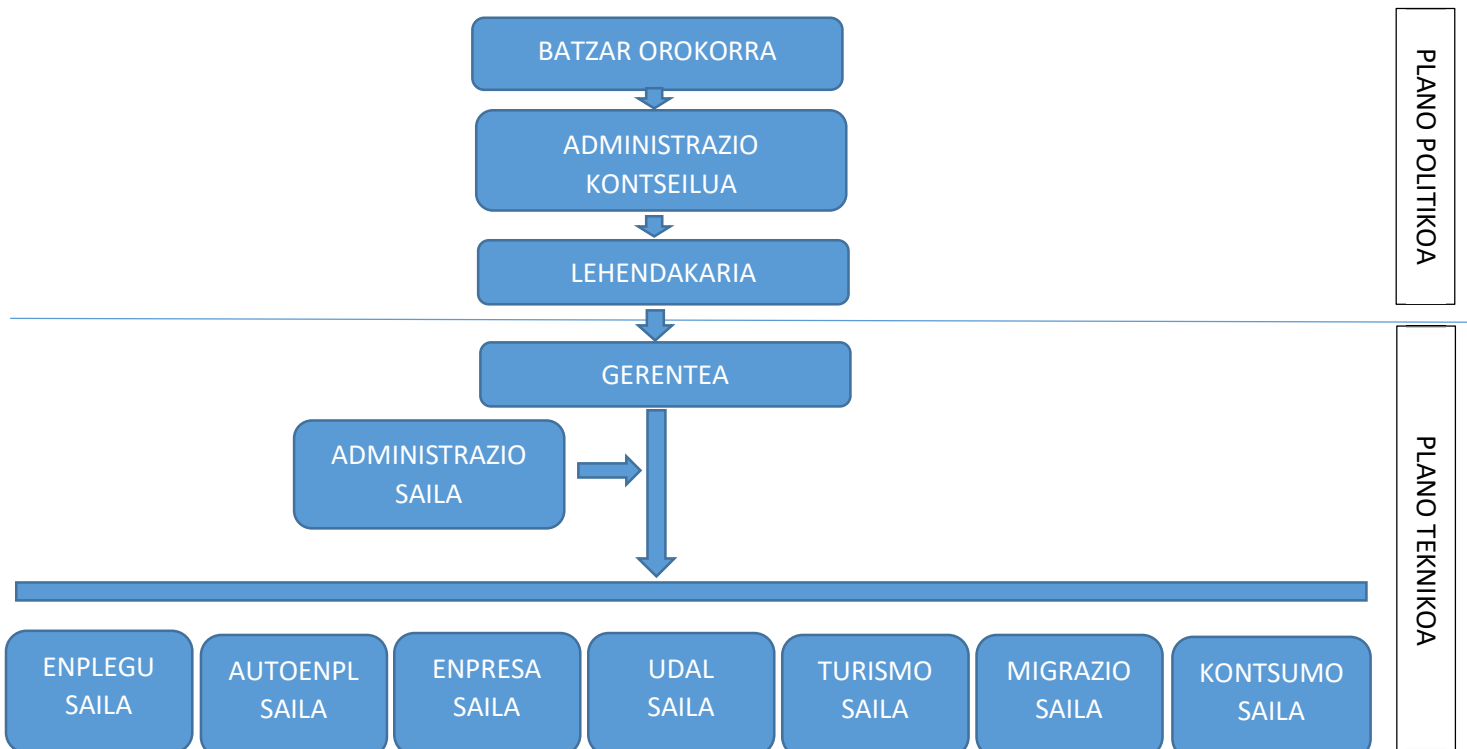 BATZAR OROKORRA
ADMINISTRAZIO
KONTSEILUA
LEHENDAKARIA
PLANO POLITIKOA
GERENTEA
ADMINISTRAZIO
SAILA
PLANO TEKNIKOA
ENPLEGU
SAILA
AUTOENPL
SAILA
ENPRESA
SAILA
UDAL
SAILA
TURISMO
SAILA
MIGRAZIO
SAILA
KONTSUMO
SAILA